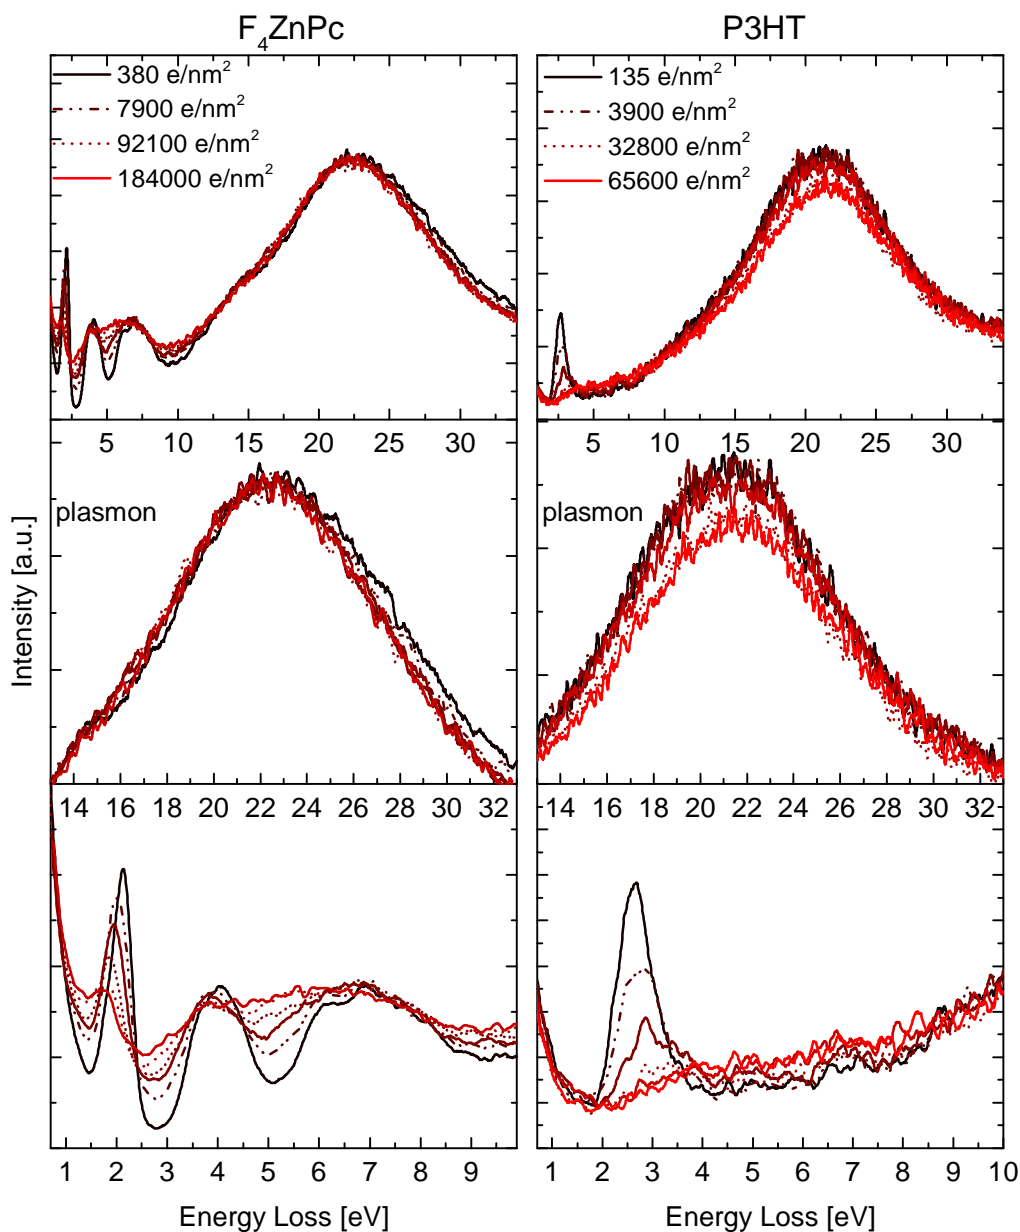 F₄ZnPc P3HT
380 e/nm² 135 e/nm²
7900 e/nm² 3900 e/nm²
92100 e/nm² 32800 e/nm²
184000 e/nm² 65600 e/nm²
5 10 15 20 25 30 5 10 15 20 25 30
plasmon plasmon
Intensity [a.u.]
14 16 18 20 22 24 26 28 30 32 14 16 18 20 22 24 26 28 30 32
1 2 3 4 5 6 7 8 9 1 2 3 4 5 6 7 8 9 10
Energy Loss [eV] Energy Loss [eV]